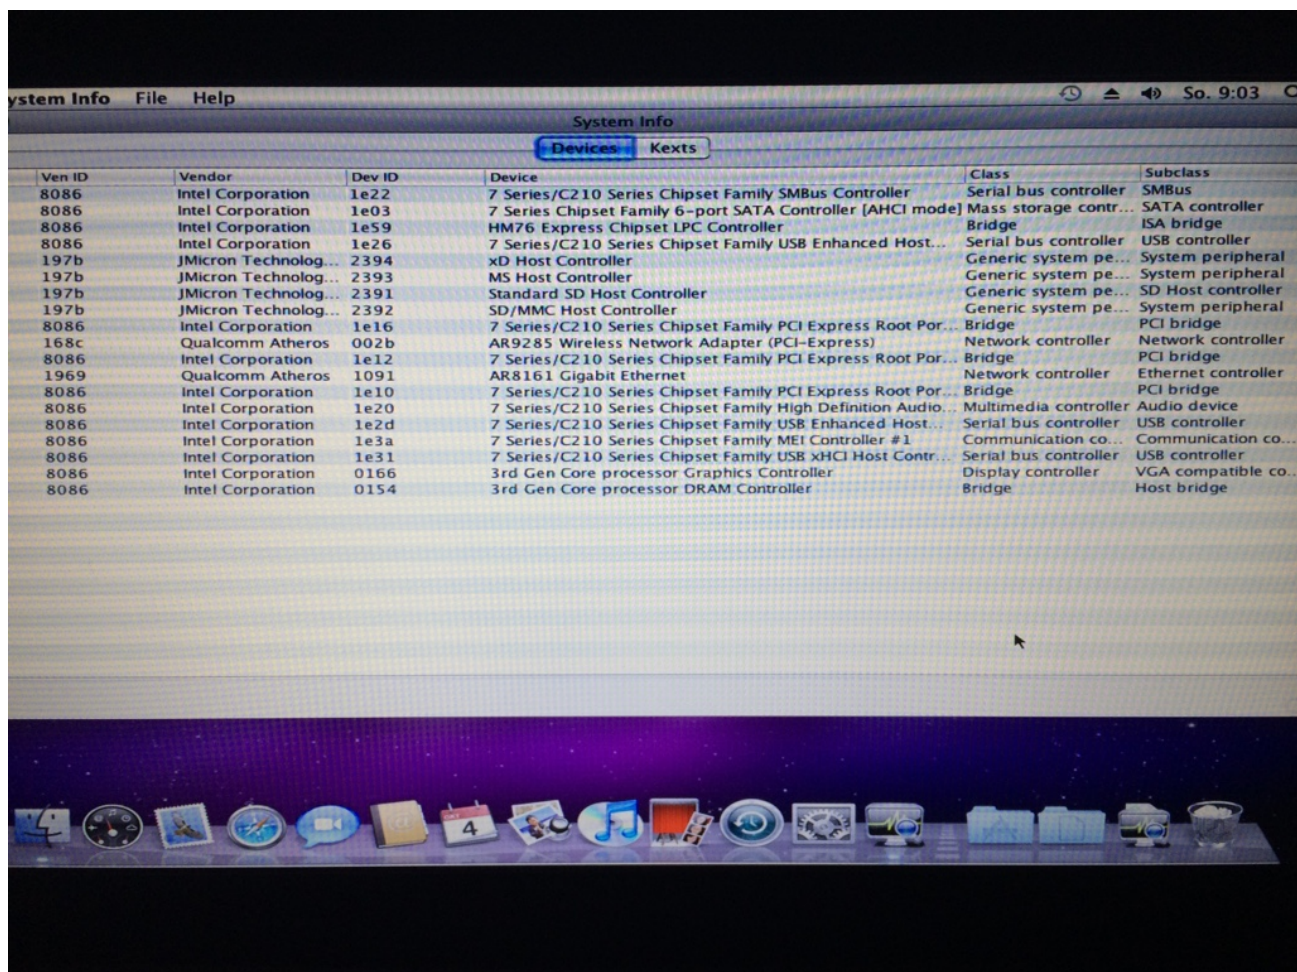 ystem Info File Help So. 9:03
System Info
Devices Kexts
Ven ID Vendor Dev ID Device Class Subclass
8086 Intel Corporation 1e22 7 Series/C210 Series Chipset Family SMBus Controller Serial bus controller SMBus
8086 Intel Corporation 1e03 7 Series Chipset Family 6-port SATA Controller [AHCI mode] Mass storage contr... SATA controller
8086 Intel Corporation 1e59 HM76 Express Chipset LPC Controller Bridge ISA bridge
8086 Intel Corporation 1e26 7 Series/C210 Series Chipset Family USB Enhanced Host... Serial bus controller USB controller
197b JMicron Technolog... 2394 xD Host Controller Generic system pe... System peripheral
197b JMicron Technolog... 2393 MS Host Controller Generic system pe... System peripheral
197b JMicron Technolog... 2391 Standard SD Host Controller Generic system pe... SD Host controller
197b JMicron Technolog... 2392 SD/MMC Host Controller Generic system pe... System peripheral
8086 Intel Corporation 1e16 7 Series/C210 Series Chipset Family PCI Express Root Por... Bridge PCI bridge
168c Qualcomm Atheros 002b AR9285 Wireless Network Adapter (PCI-Express) Network controller Network controller
8086 Intel Corporation 1e12 7 Series/C210 Series Chipset Family PCI Express Root Por... Bridge PCI bridge
1969 Qualcomm Atheros 1091 AR8161 Gigabit Ethernet Network controller Ethernet controller
8086 Intel Corporation 1e10 7 Series/C210 Series Chipset Family PCI Express Root Por... Bridge PCI bridge
8086 Intel Corporation 1e20 7 Series/C210 Series Chipset Family High Definition Audio... Multimedia controller Audio device
8086 Intel Corporation 1e2d 7 Series/C210 Series Chipset Family USB Enhanced Host... Serial bus controller USB controller
8086 Intel Corporation 1e3a 7 Series/C210 Series Chipset Family MEI Controller #1 Communication co... Communication co...
8086 Intel Corporation 1e31 7 Series/C210 Series Chipset Family USB xHCI Host Contr... Serial bus controller USB controller
8086 Intel Corporation 0166 3rd Gen Core processor Graphics Controller Display controller VGA compatible co...
8086 Intel Corporation 0154 3rd Gen Core processor DRAM Controller Bridge Host bridge
4